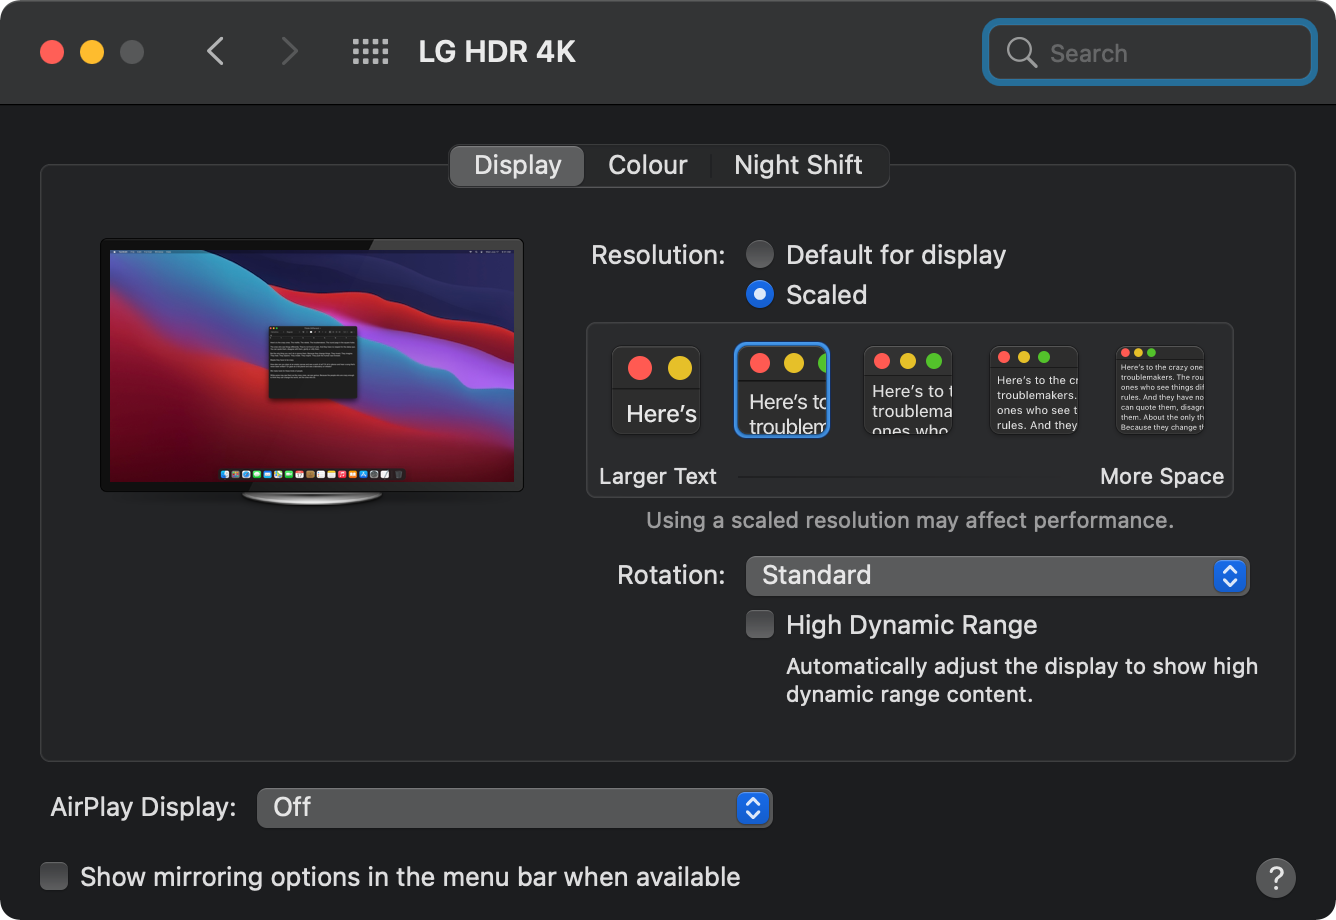 LG HDR 4K
Search
Display Colour Night Shift
Resolution: Default for display
Scaled
Here's
Here's to
troublem
Here's to t
troublema
ones who
Here's to the cr
troublemakers.
ones who see t
rules. And they
Here's to the crazy one
troublemakers. The rou
ones who see things dif
rules. And they have no
can quote them, disagr
them. About the only th
Because they change th
Larger Text More Space
Using a scaled resolution may affect performance.
Rotation: Standard
High Dynamic Range
Automatically adjust the display to show high
dynamic range content.
AirPlay Display: Off
Show mirroring options in the menu bar when available
?